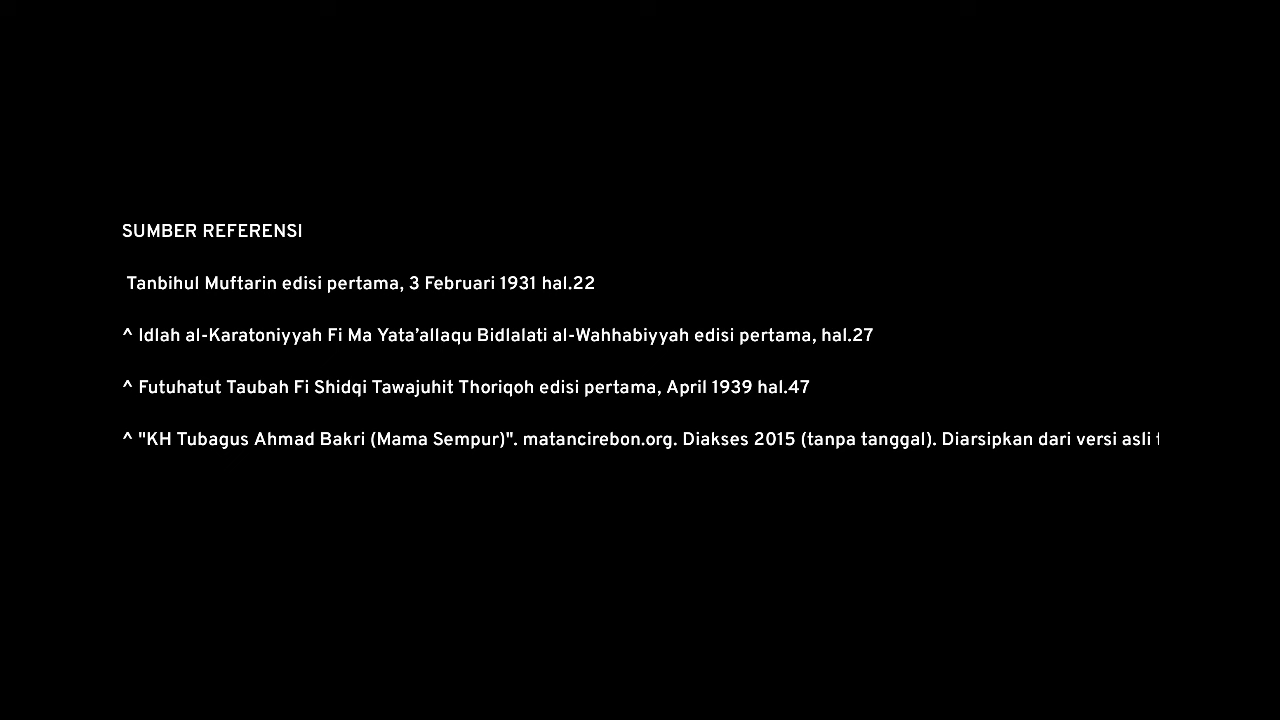 SUMBER REFERENSI
Tanbihul Muftarin edisi pertama, 3 Februari 1931 hal.22
^ Idlah al-Karatoniyyah Fi Ma Yata’allaqu Bidlalati al-Wahhabiyyah edisi pertama, hal.27
^ Futuhatut Taubah Fi Shidqi Tawajuhit Thoriqoh edisi pertama, April 1939 hal.47
^ "KH Tubagus Ahmad Bakri (Mama Sempur)". matancirebon.org. Diakses 2015 (tanpa tanggal). Diarsipkan dari versi asli